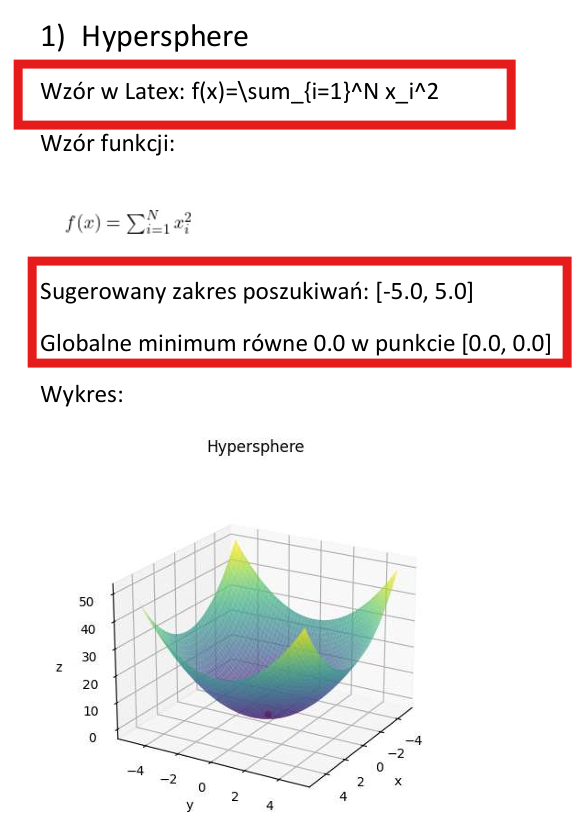 1) Hypersphere
Wzór w Latex: f(x)=\sum_{i=1}^N x_i^2
Wzór funkcji:
f(x) = ∑_{i=1}^{N} x_i^2
Sugerowany zakres poszukiwań: [-5.0, 5.0]
Globalne minimum równe 0.0 w punkcie [0.0, 0.0]
Wykres:
Hypersphere
50
40
30
20
10
0
z
−4
−2
0
2
4
y
−4
−2
0
2
4
x